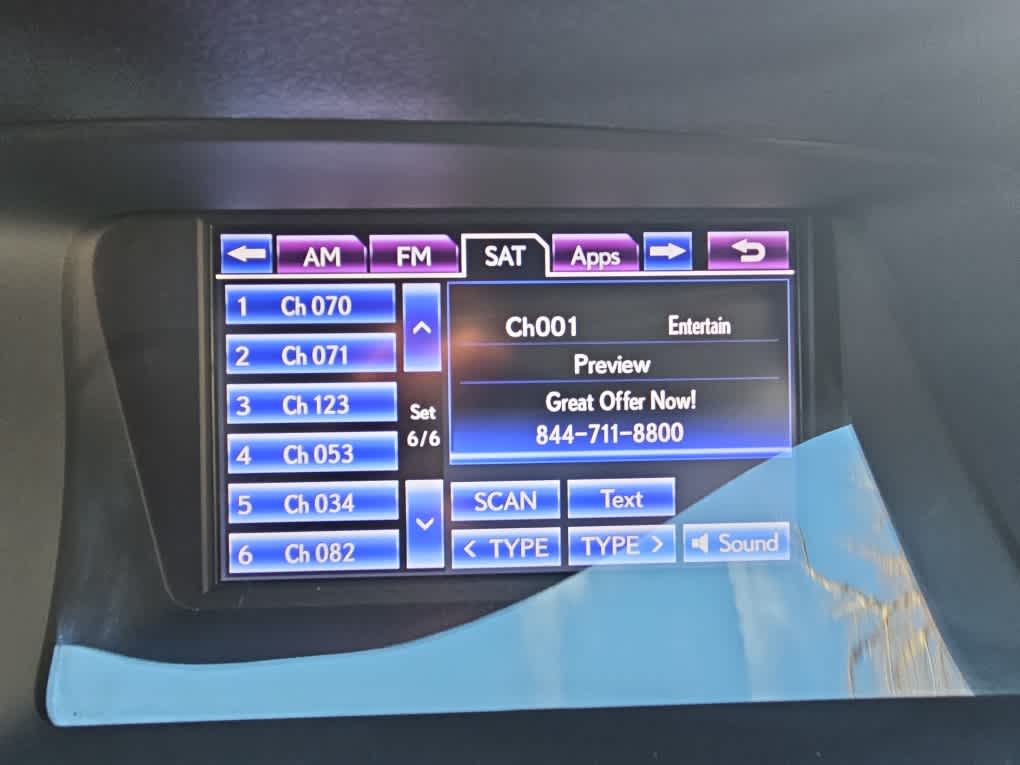 AM FM SAT Apps
1 Ch 070
2 Ch 071
3 Ch 123
4 Ch 053
5 Ch 034
6 Ch 082
Set
6/6
Ch001 Entertain
Preview
Great Offer Now!
844-711-8800
SCAN Text
< TYPE TYPE > Sound